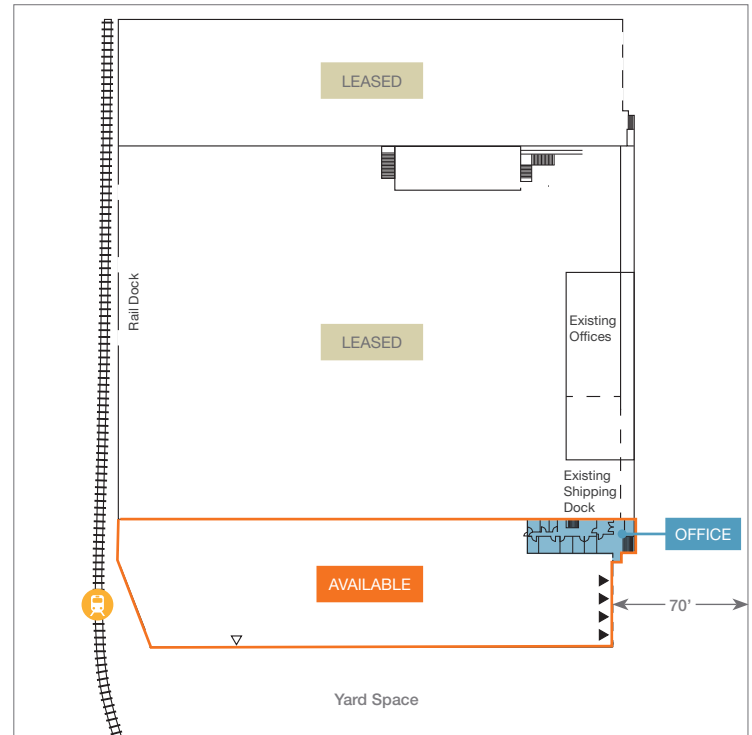 LEASED
Rail Dock
LEASED
Existing
Offices
Existing
Shipping
Dock
OFFICE
AVAILABLE
70’
Yard Space